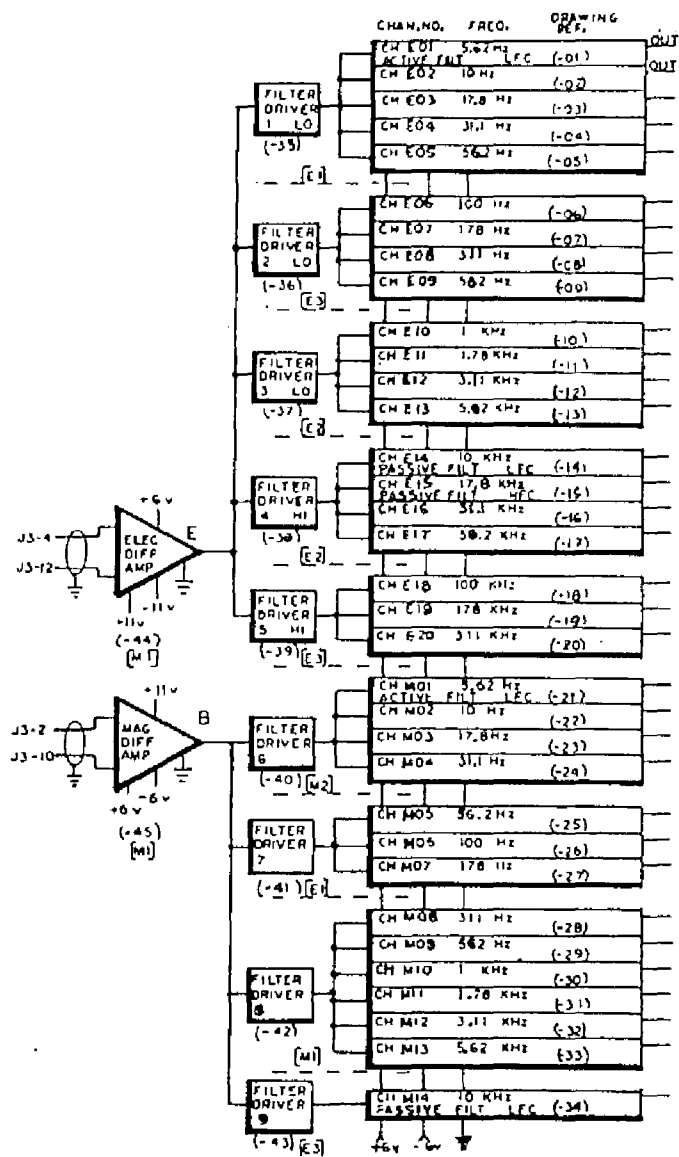 CHAN. NO. FREQ. DRAWING REF.
CH E01 5.62 Hz
ACTIVE FILT LFC (-01)
OUT
CH E02 10 Hz (-02)
OUT
CH E03 17.8 Hz (-03)
CH E04 31.1 Hz (-04)
CH E05 56.2 Hz (-05)
FILTER DRIVER 1 LO
(-35)
[E1]
CH E06 100 Hz (-06)
CH E07 178 Hz (-07)
CH E08 311 Hz (-08)
CH E09 562 Hz (-09)
FILTER DRIVER 2 LO
(-36)
[E3]
CH E10 1 KHz (-10)
CH E11 1.78 KHz (-11)
CH E12 3.11 KHz (-12)
CH E13 5.62 KHz (-13)
FILTER DRIVER 3 LO
(-37)
[E2]
CH E14 10 KHz
PASSIVE FILT LFC (-14)
CH E15 17.8 KHz
PASSIVE FILT HFC (-15)
CH E16 31.1 KHz (-16)
CH E17 56.2 KHz (-17)
FILTER DRIVER 4 HI
(-38)
[E2]
+6v
J3-4
J3-12
ELEC DIFF AMP
E
+11v
-11v
(-44)
[M1]
CH E18 100 KHz (-18)
CH E19 178 KHz (-19)
CH E20 311 KHz (-20)
FILTER DRIVER 5 HI
(-39) [E3]
CH M01 5.62 Hz
ACTIVE FILT LFC (-21)
CH M02 10 Hz (-22)
CH M03 17.8Hz (-23)
CH M04 31.1 Hz (-24)
FILTER DRIVER 6
(-40) [M2]
+11v
J3-2
J3-10
MAG DIFF AMP
B
+6v
-6v
(-45)
[M1]
CH M05 56.2 Hz (-25)
CH M06 100 Hz (-26)
CH M07 178 Hz (-27)
FILTER DRIVER 7
(-41) [E1]
CH M08 311 Hz (-28)
CH M09 562 Hz (-29)
CH M10 1 KHz (-30)
CH M11 1.78 KHz (-31)
CH M12 3.11 KHz (-32)
CH M13 5.62 KHz (-33)
FILTER DRIVER 8
(-42)
[M1]
CH M14 10 KHz
PASSIVE FILT LFC (-34)
FILTER DRIVER 9
(-43) [E3]
+6v -6v